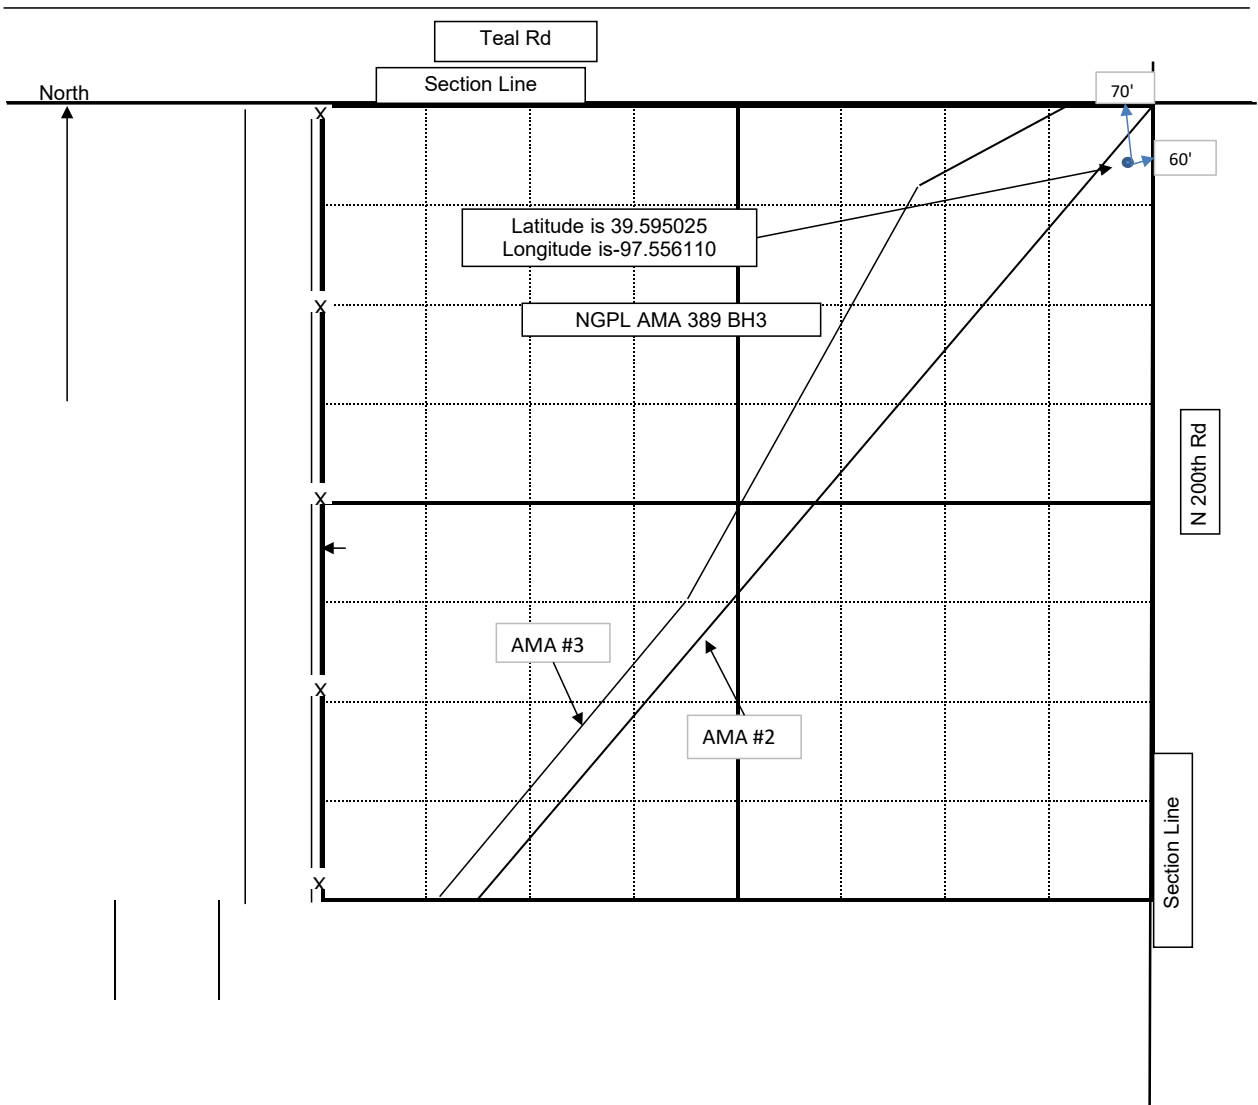 Teal Rd
Section Line
North
70'
X
60'
Latitude is 39.595025
Longitude is-97.556110
X
NGPL AMA 389 BH3
N 200th Rd
X
AMA #3
X
AMA #2
Section Line
X